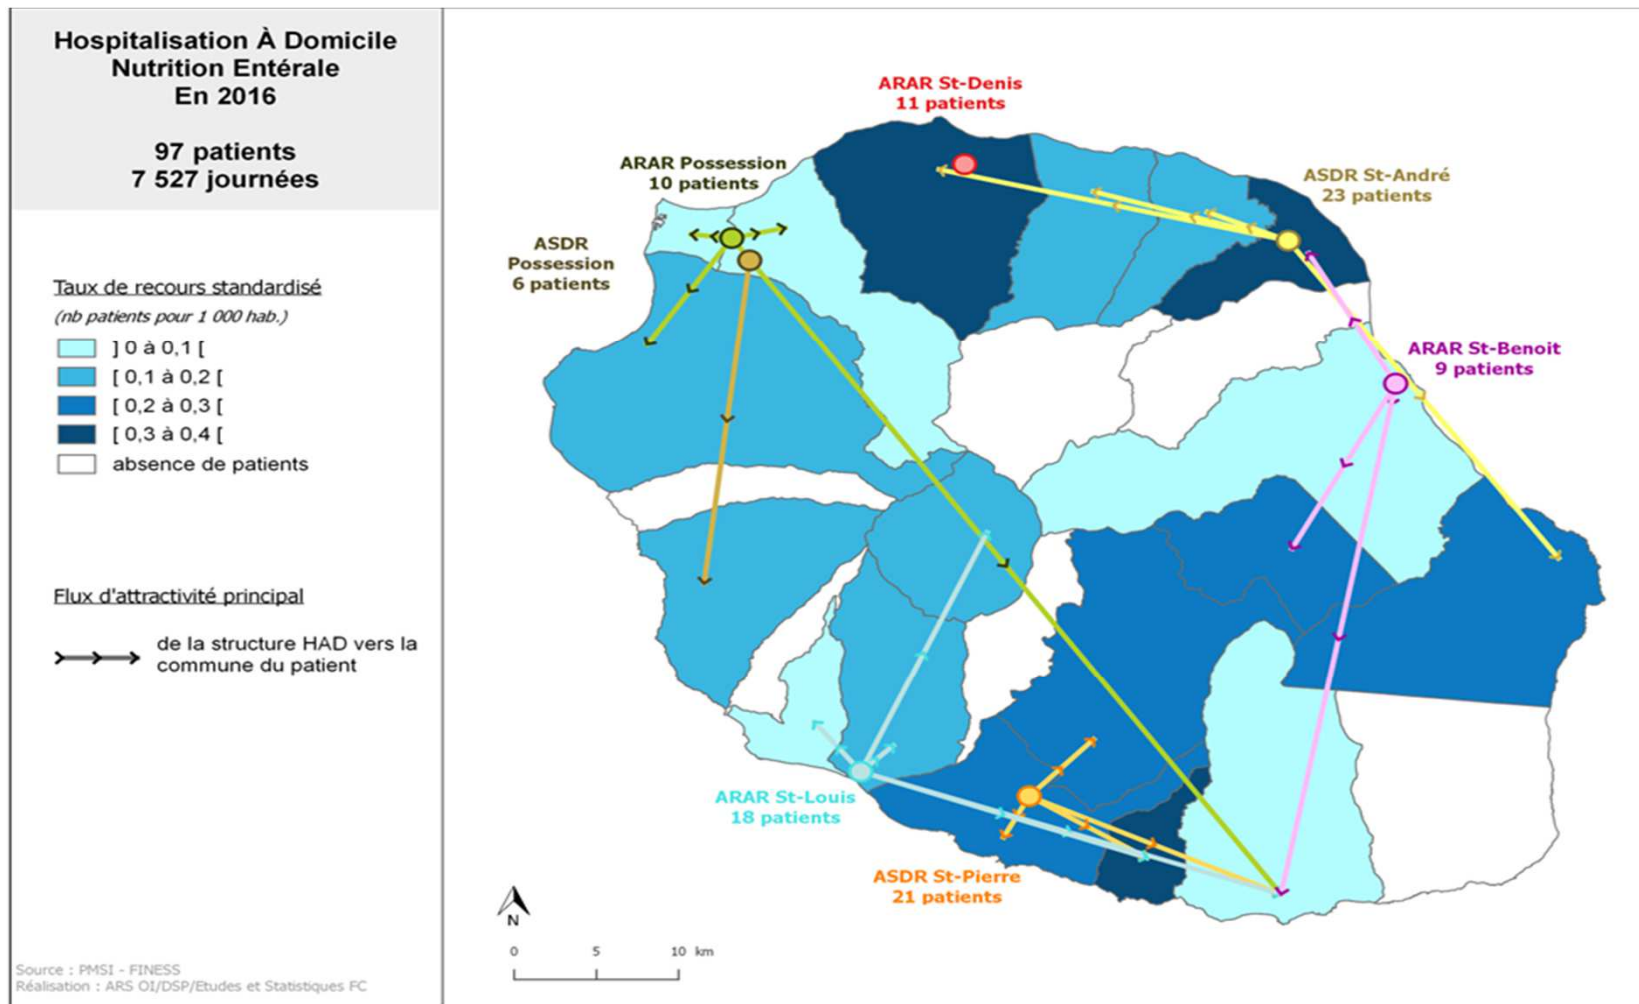 Hospitalisation À Domicile
Nutrition Entérale
En 2016
97 patients
7 527 journées
Taux de recours standardisé
(nb patients pour 1 000 hab.)
] 0 à 0,1 [
[ 0,1 à 0,2 [
[ 0,2 à 0,3 [
[ 0,3 à 0,4 [
absence de patients
Flux d'attractivité principal
de la structure HAD vers la
commune du patient
Source : PMSI - FINESS
Réalisation : ARS OI/DSP/Etudes et Statistiques FC
ARAR St-Denis
11 patients
ARAR Possession
10 patients
ASDR St-André
23 patients
ASDR
Possession
6 patients
ARAR St-Benoit
9 patients
ARAR St-Louis
18 patients
ASDR St-Pierre
21 patients
N
0 5 10 km